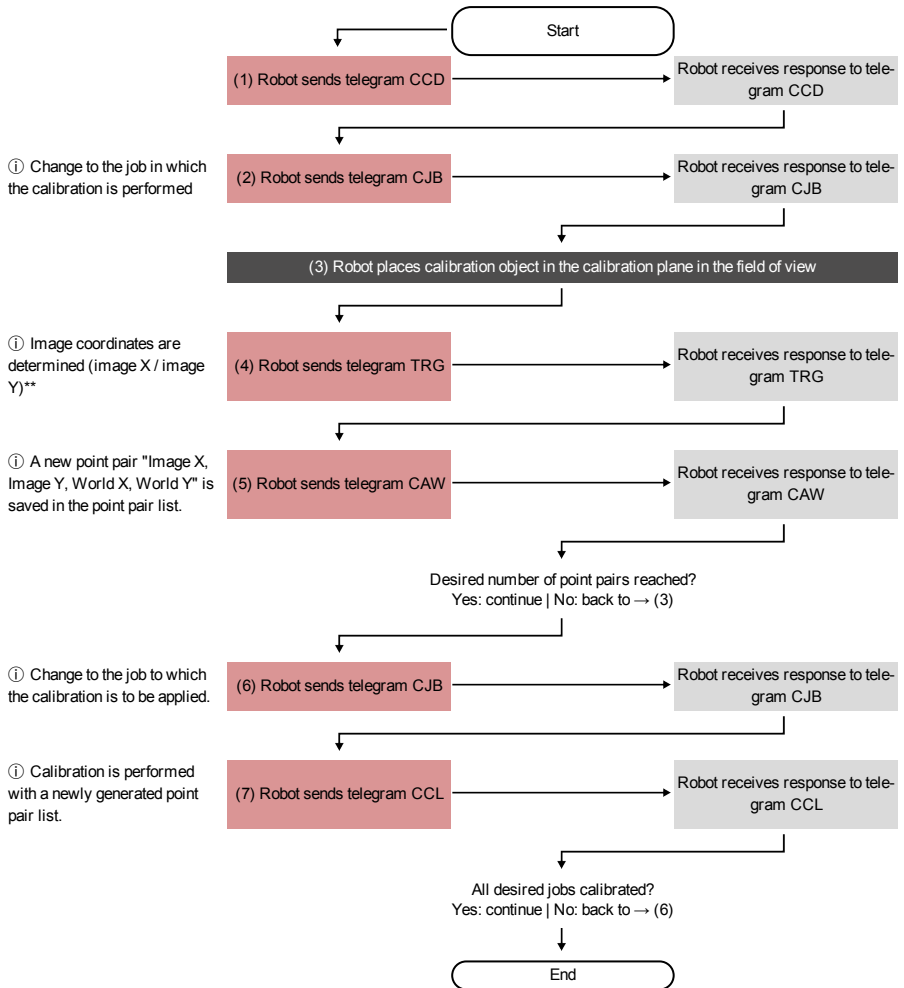 Start
(1) Robot sends telegram CCD
Robot receives response to tele-
gram CCD
ⓘ Change to the job in which
the calibration is performed
(2) Robot sends telegram CJB
Robot receives response to tele-
gram CJB
(3) Robot places calibration object in the calibration plane in the field of view
ⓘ Image coordinates are
determined (image X / image
Y)**
(4) Robot sends telegram TRG
Robot receives response to tele-
gram TRG
ⓘ A new point pair "Image X,
Image Y, World X, World Y" is
saved in the point pair list.
(5) Robot sends telegram CAW
Robot receives response to tele-
gram CAW
Desired number of point pairs reached?
Yes: continue | No: back to → (3)
ⓘ Change to the job to which
the calibration is to be applied.
(6) Robot sends telegram CJB
Robot receives response to tele-
gram CJB
ⓘ Calibration is performed
with a newly generated point
pair list.
(7) Robot sends telegram CCL
Robot receives response to tele-
gram CCL
All desired jobs calibrated?
Yes: continue | No: back to → (6)
End